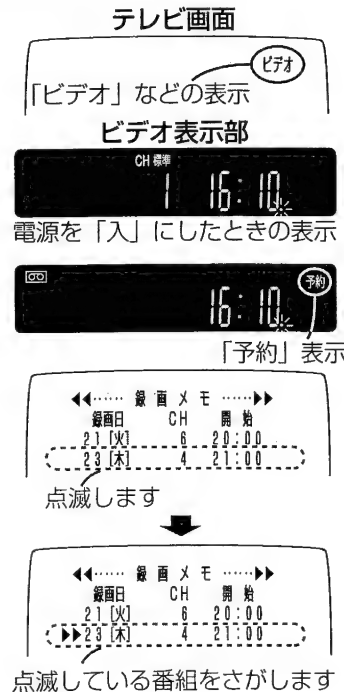 テレビ画面
ビデオ
「ビデオ」などの表示
ビデオ表示部
CH 標準
1 16:10
電源を「入」にしたときの表示
予約
16:10
「予約」表示
◀◀…… 録画メモ ……▶▶
録画日 CH 開始
21[火] 6 20:00
23[木] 4 21:00
点滅します
◀◀…… 録画メモ ……▶▶
録画日 CH 開始
21[火] 6 20:00
▶▶23[木] 4 21:00
点滅している番組をさがします